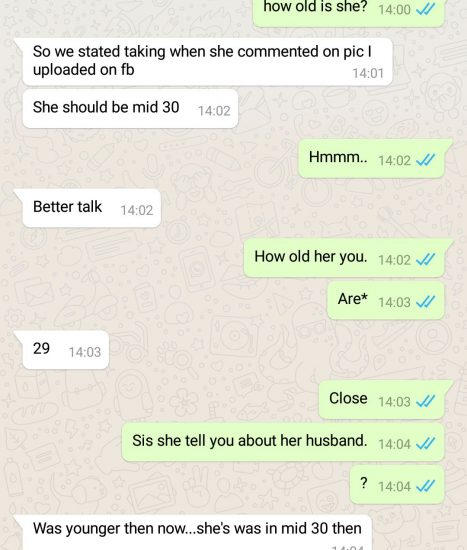 how old is she? 14:00
So we stated taking when she commented on pic I
uploaded on fb 14:01
She should be mid 30 14:02
Hmmm.. 14:02
Better talk 14:02
How old her you. 14:02
Are* 14:03
29 14:03
Close 14:03
Sis she tell you about her husband. 14:04
? 14:04
Was younger then now...she's was in mid 30 then
14:04